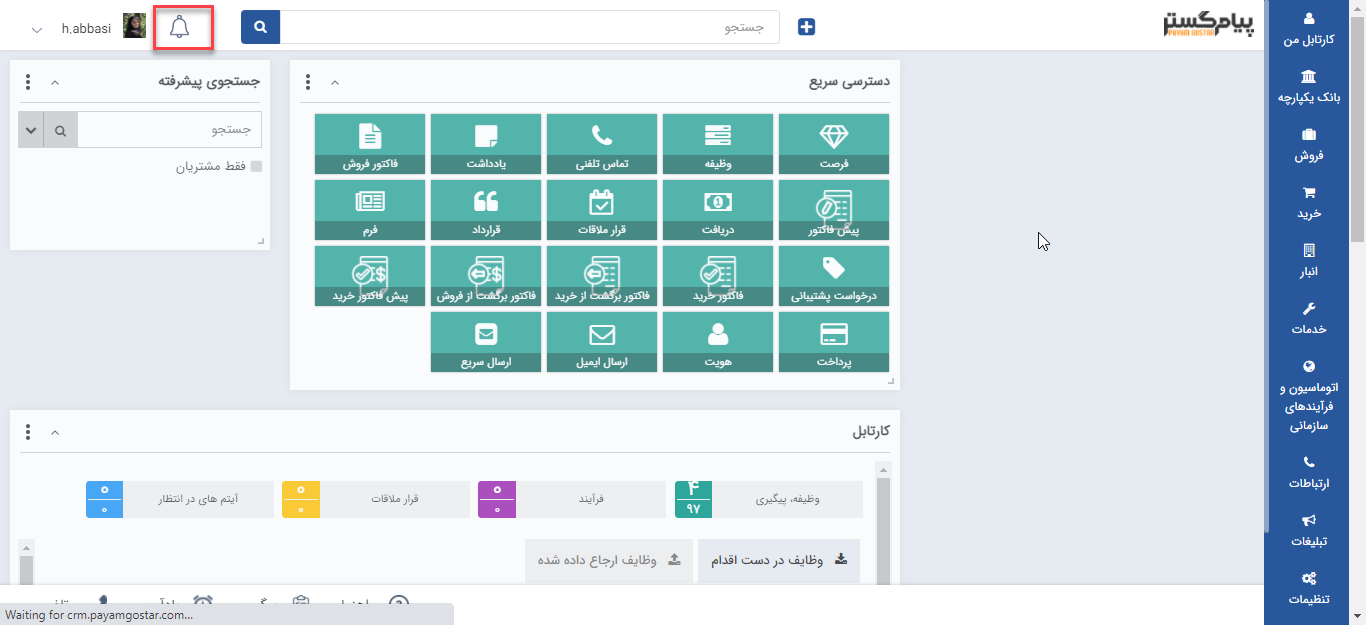 پیام‌گستر
PAYAM GOSTAR
جستجو
h.abbasi
کارتابل من
بانک یکپارچه
فروش
خرید
انبار
خدمات
اتوماسیون و
فرآیندهای
سازمانی
ارتباطات
تبلیغات
تنظیمات
دسترسی سریع
فرصت
وظیفه
تماس تلفنی
یادداشت
فاکتور فروش
پیش فاکتور
دریافت
قرار ملاقات
قرارداد
فرم
درخواست پشتیبانی
فاکتور خرید
فاکتور برگشت از خرید
فاکتور برگشت از فروش
پیش فاکتور خرید
پرداخت
هویت
ارسال ایمیل
ارسال سریع
جستجوی پیشرفته
جستجو
فقط مشتریان
کارتابل
وظیفه، پیگیری
۴
۹۷
فرآیند
۰
۰
قرار ملاقات
۰
۰
آیتم های در انتظار
۰
۰
وظایف در دست اقدام
وظایف ارجاع داده شده
Waiting for crm.payamgostar.com...